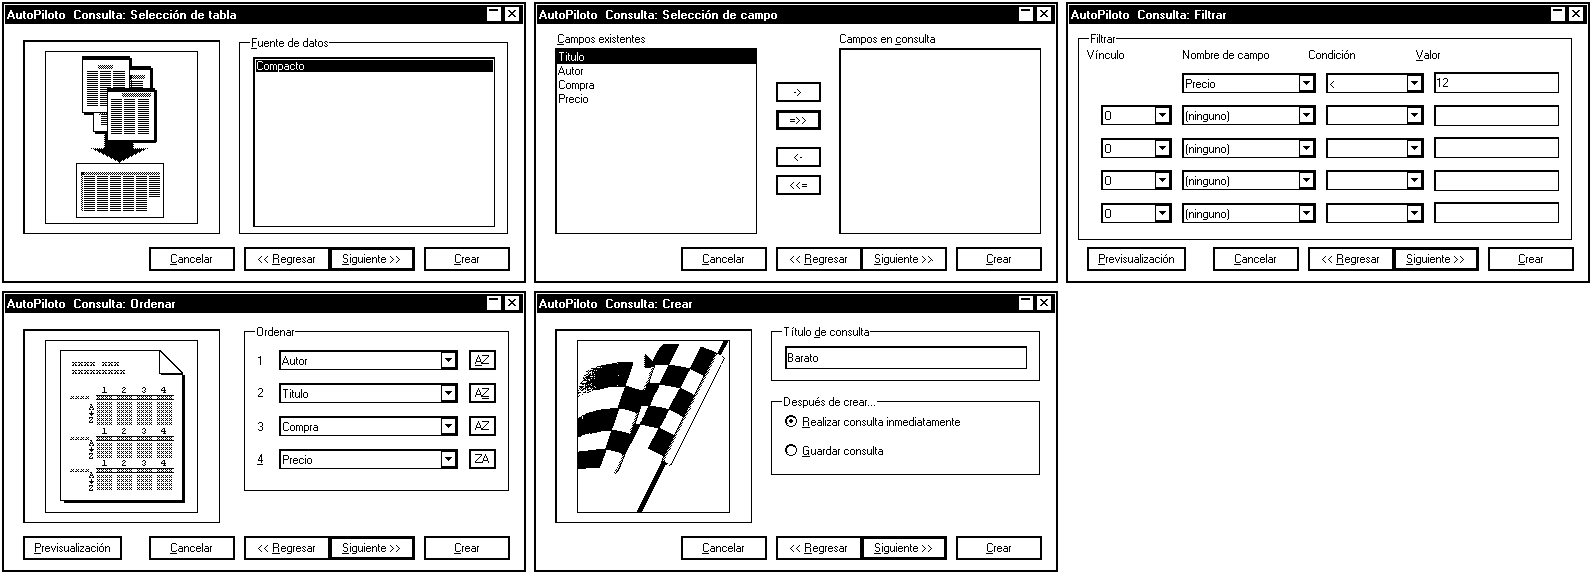 AutoPiloto Consulta: Selección de tabla
Fuente de datos
Compacto
Cancelar
<< Regresar
Siguiente >>
Crear
AutoPiloto Consulta: Selección de campo
Campos existentes
Título
Autor
Compra
Precio
->
=>>
<-
<<=
Campos en consulta
Cancelar
<< Regresar
Siguiente >>
Crear
AutoPiloto Consulta: Filtrar
Filtrar
Vínculo Nombre de campo Condición Valor
Precio < 12
O (ninguno)
O (ninguno)
O (ninguno)
O (ninguno)
Previsualización
Cancelar
<< Regresar
Siguiente >>
Crear
AutoPiloto Consulta: Ordenar
xxxx xxx
xxxxxxxxx
1 2 3 4
1 2 3 4
1 2 3 4
Ordenar
1 Autor AZ
2 Título AZ
3 Compra AZ
4 Precio ZA
Previsualización
Cancelar
<< Regresar
Siguiente >>
Crear
AutoPiloto Consulta: Crear
Título de consulta
Barato
Después de crear...
Realizar consulta inmediatamente
Guardar consulta
Cancelar
<< Regresar
Siguiente >>
Crear